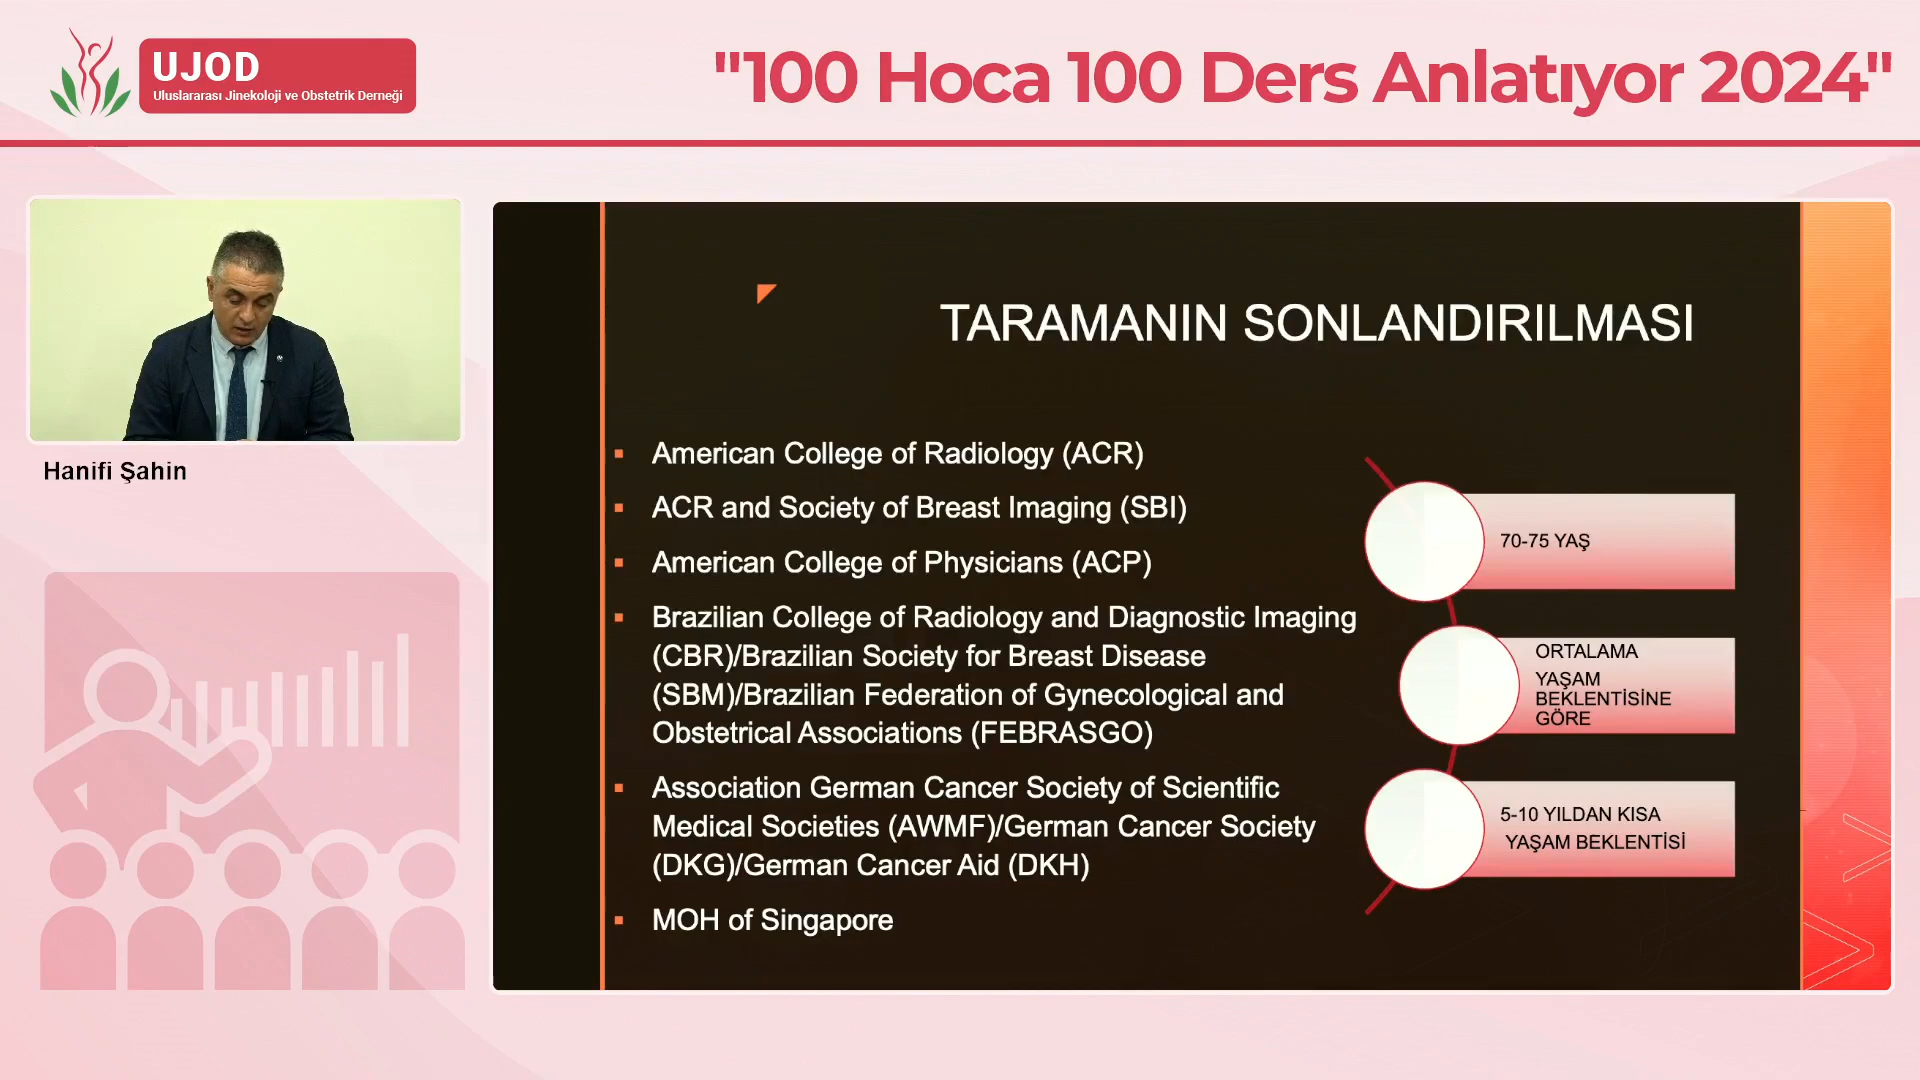 UJOD
Uluslararası Jinekoloji ve Obstetrik Derneği
"100 Hoca 100 Ders Anlatıyor 2024"
Hanifi Şahin
TARAMANIN SONLANDIRILMASI
American College of Radiology (ACR)
ACR and Society of Breast Imaging (SBI)
American College of Physicians (ACP)
Brazilian College of Radiology and Diagnostic Imaging
(CBR)/Brazilian Society for Breast Disease
(SBM)/Brazilian Federation of Gynecological and
Obstetrical Associations (FEBRASGO)
Association German Cancer Society of Scientific
Medical Societies (AWMF)/German Cancer Society
(DKG)/German Cancer Aid (DKH)
MOH of Singapore
70-75 YAŞ
ORTALAMA
YAŞAM
BEKLENTİSİNE
GÖRE
5-10 YILDAN KISA
YAŞAM BEKLENTİSİ